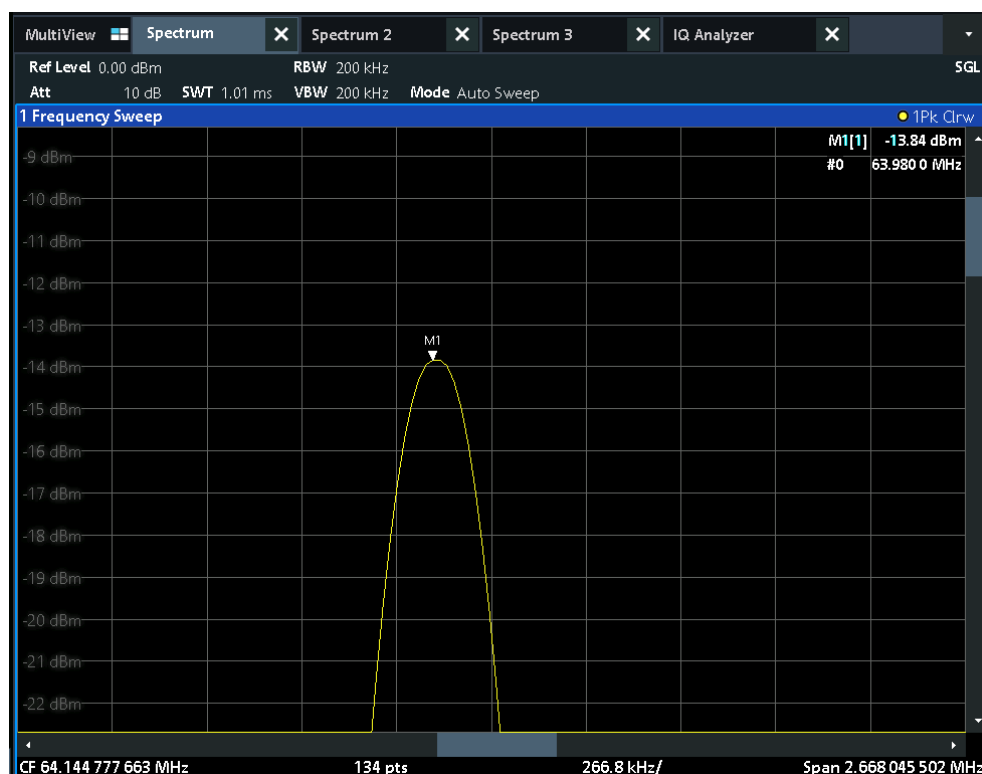 MultiView Spectrum Spectrum 2 Spectrum 3 IQ Analyzer
Ref Level 0.00 dBm RBW 200 kHz SGL
Att 10 dB SWT 1.01 ms VBW 200 kHz Mode Auto Sweep
1 Frequency Sweep 1Pk Clrw
M1[1] -13.84 dBm
-9 dBm
#0 63.980 0 MHz
-10 dBm
-11 dBm
-12 dBm
-13 dBm
M1
-14 dBm
-15 dBm
-16 dBm
-17 dBm
-18 dBm
-19 dBm
-20 dBm
-21 dBm
-22 dBm
CF 64.144 777 663 MHz 134 pts 266.8 kHz/ Span 2.668 045 502 MHz